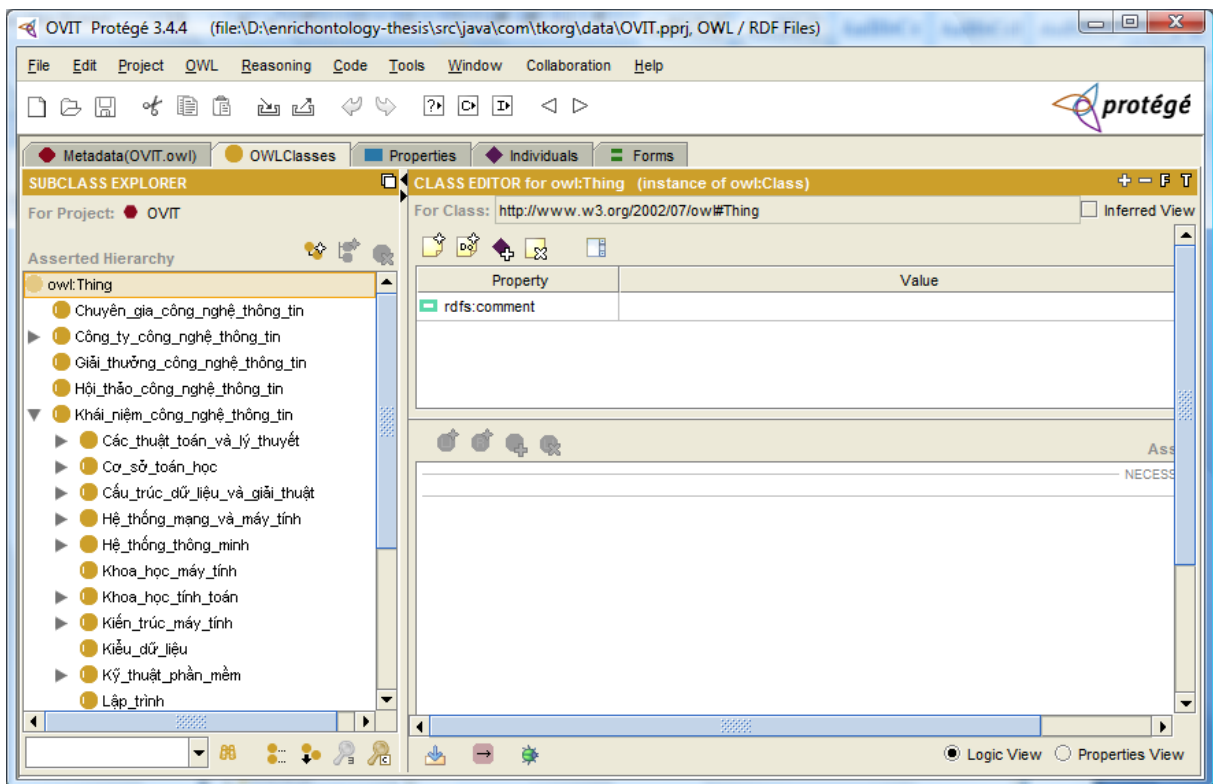 OVIT Protégé 3.4.4 (file:\D:\enrichontology-thesis\src\java\com\tkorg\data\OVIT.pprj, OWL / RDF Files)
File Edit Project OWL Reasoning Code Tools Window Collaboration Help
protégé
Metadata(OVIT.owl) OWLClasses Properties Individuals Forms
SUBCLASS EXPLORER
For Project: OVIT
Asserted Hierarchy
owl:Thing
Chuyên_gia_công_nghệ_thông_tin
Công_ty_công_nghệ_thông_tin
Giải_thưởng_công_nghệ_thông_tin
Hội_thảo_công_nghệ_thông_tin
Khái_niệm_công_nghệ_thông_tin
Các_thuật_toán_và_lý_thuyết
Cơ_sở_toán_học
Cấu_trúc_dữ_liệu_và_giải_thuật
Hệ_thống_mạng_và_máy_tính
Hệ_thống_thông_minh
Khoa_học_máy_tính
Khoa_học_tính_toán
Kiến_trúc_máy_tính
Kiểu_dữ_liệu
Kỹ_thuật_phần_mềm
Lập_trình
CLASS EDITOR for owl:Thing (instance of owl:Class)
F T
For Class: http://www.w3.org/2002/07/owl#Thing Inferred View
Property Value
rdfs:comment
Ass
NECESS
Logic View Properties View